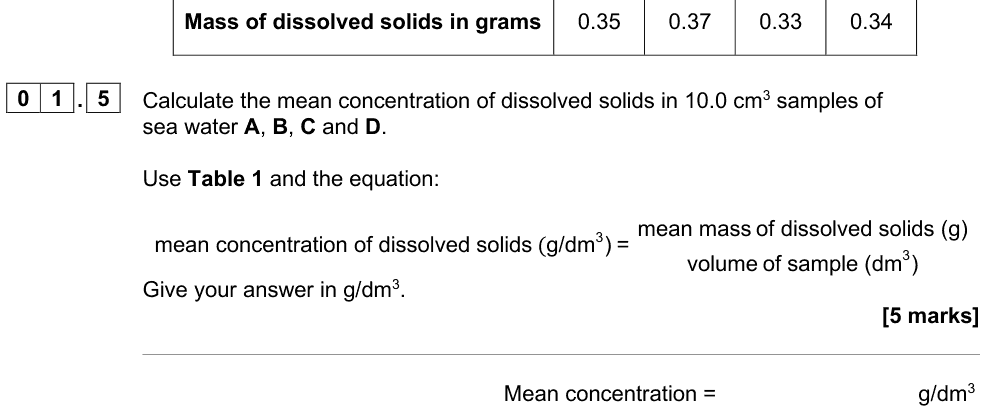 Mass of dissolved solids in grams 0.35 0.37 0.33 0.34
0 1 . 5 Calculate the mean concentration of dissolved solids in 10.0 cm³ samples of
sea water A, B, C and D.
Use Table 1 and the equation:
mean concentration of dissolved solids (g/dm³) = mean mass of dissolved solids (g)
volume of sample (dm³)
Give your answer in g/dm³.
[5 marks]
Mean concentration = g/dm³